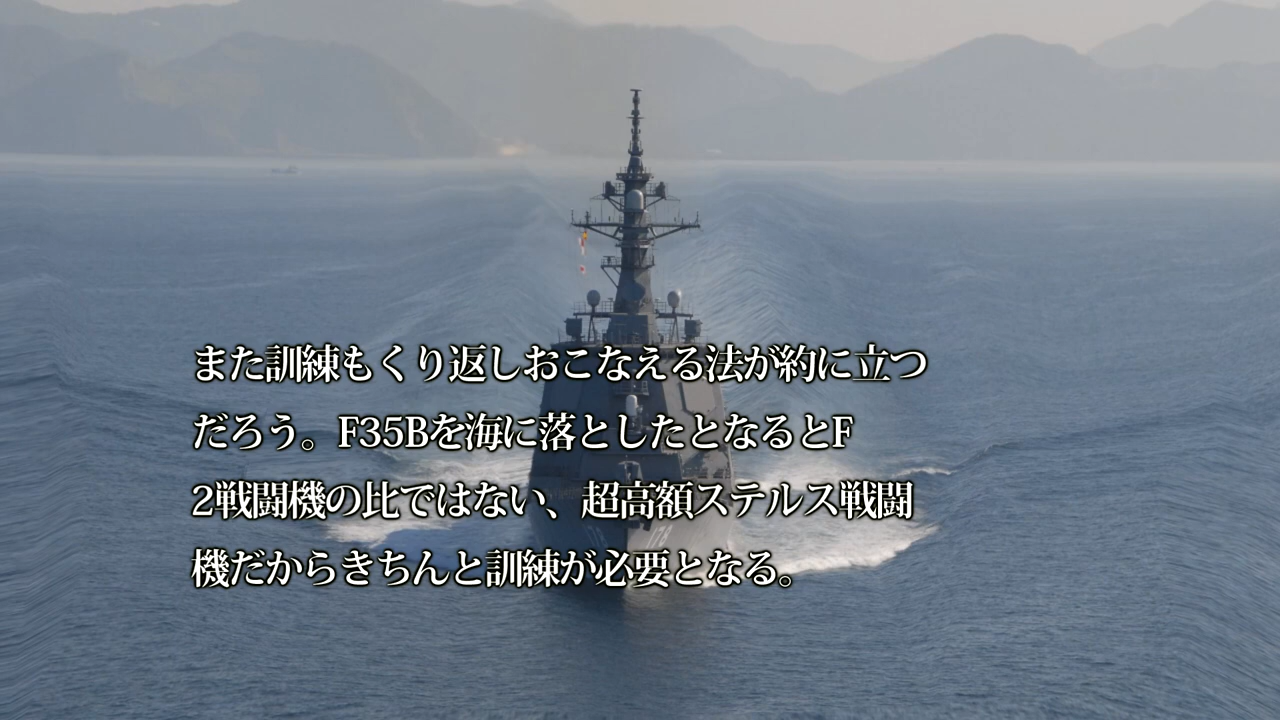 また訓練もくり返しおこなえる法が約に立つ
だろう。F35Bを海に落としたとなるとF
2戦闘機の比ではない、超高額ステルス戦闘
機だからきちんと訓練が必要となる。